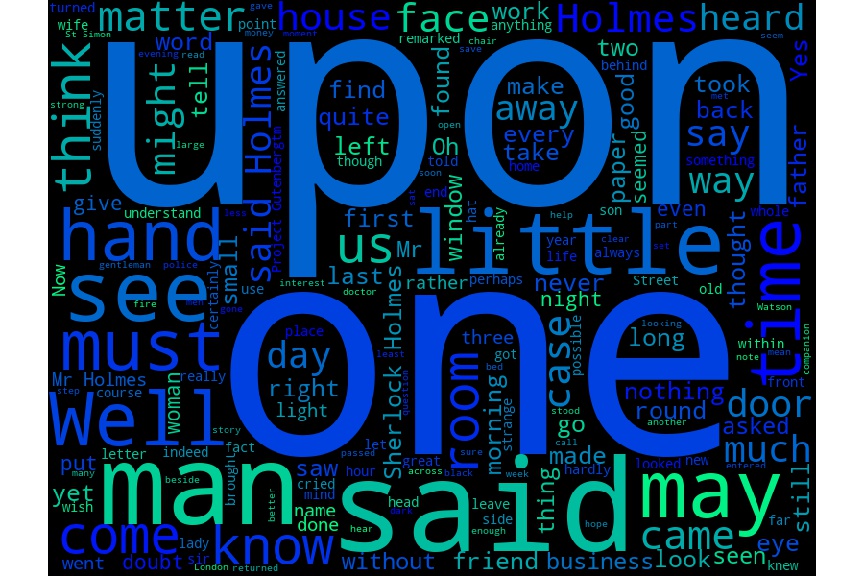 turned
matter
gave
house
face
work
anything
Holmes
heard
wife
St Simon
word
point
money
moment
remarked
chair
two
seem
Yes
evening
read
save
think
suddenly
upon
might
tell
strong
large
Holmes
answered
find
quite
left
though
found
Oh
open
told
soon
make
away
every
take
home
behind
good
paper
seemed
took
back
met
say
something
way
father
give
understand
less
said Holmes
Project Gutenbergtm
sat
first
end
hat
us
Mr
window
already
little
help
son
year
life
clear
always
even
part
set
whole
thought
time
hand
gentleman
police
certainly
small
see
Now
fire
men
use
gone
interest
doctor
last
Sherlock Holmes
rather
perhaps
never
night
Street
old
Watson
must
one
place
day
right
light
least
question
room
three
got
bed
morning
strange
case
possible
looking
long
nothing
round
within
note
mean
companion
front
door
Mr Holmes
step
course
really
woman
Well
story
let
passed
sure
stood
call
go
another
asked
much
put
letter
indeed
fact
brought
saw
hour
great
across
black
week
made
hardly
looked
new
entered
still
many
yet
wish
man
beside
better
cried
mind
name
done
hear
said
head
dark
leave
side
enough
thing
hope
may
far
come
lady
know
came
seen
eye
went
doubt
sir
London
returned
without
friend
business
look
knew